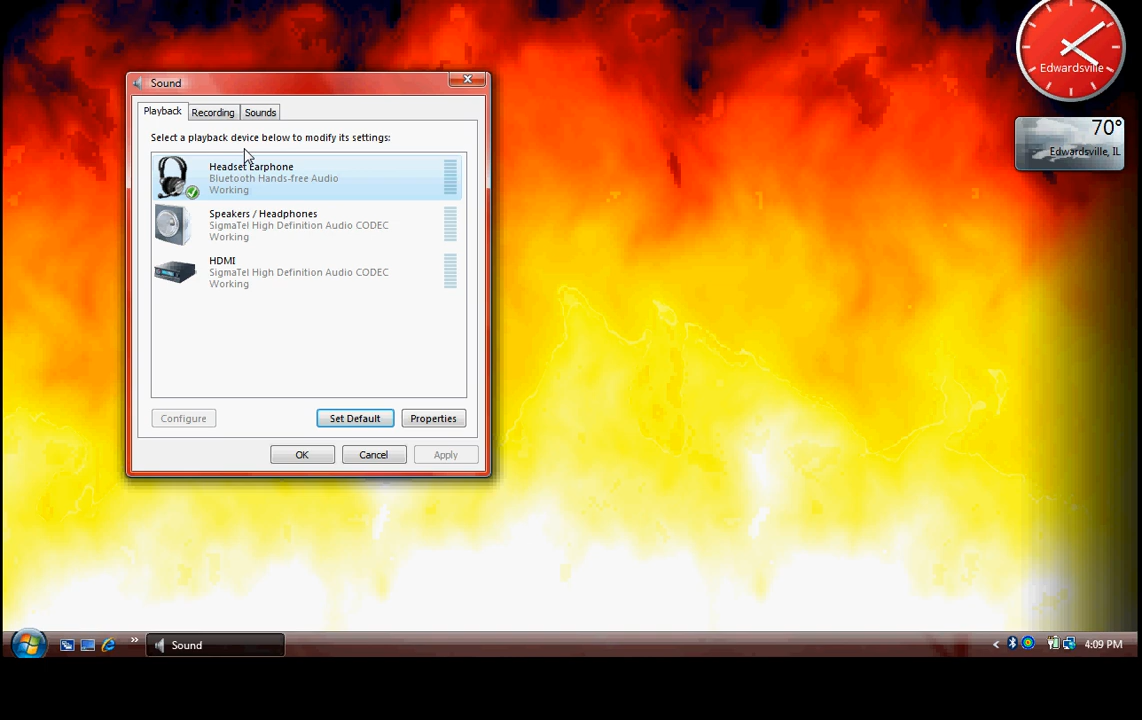 Sound
Playback
Recording
Sounds
Select a playback device below to modify its settings:
Headset Earphone
Bluetooth Hands-free Audio
Working
Speakers / Headphones
SigmaTel High Definition Audio CODEC
Working
HDMI
SigmaTel High Definition Audio CODEC
Working
Configure
Set Default
Properties
OK
Cancel
Apply
Edwardsville
70°
Edwardsville, IL
Sound
4:09 PM